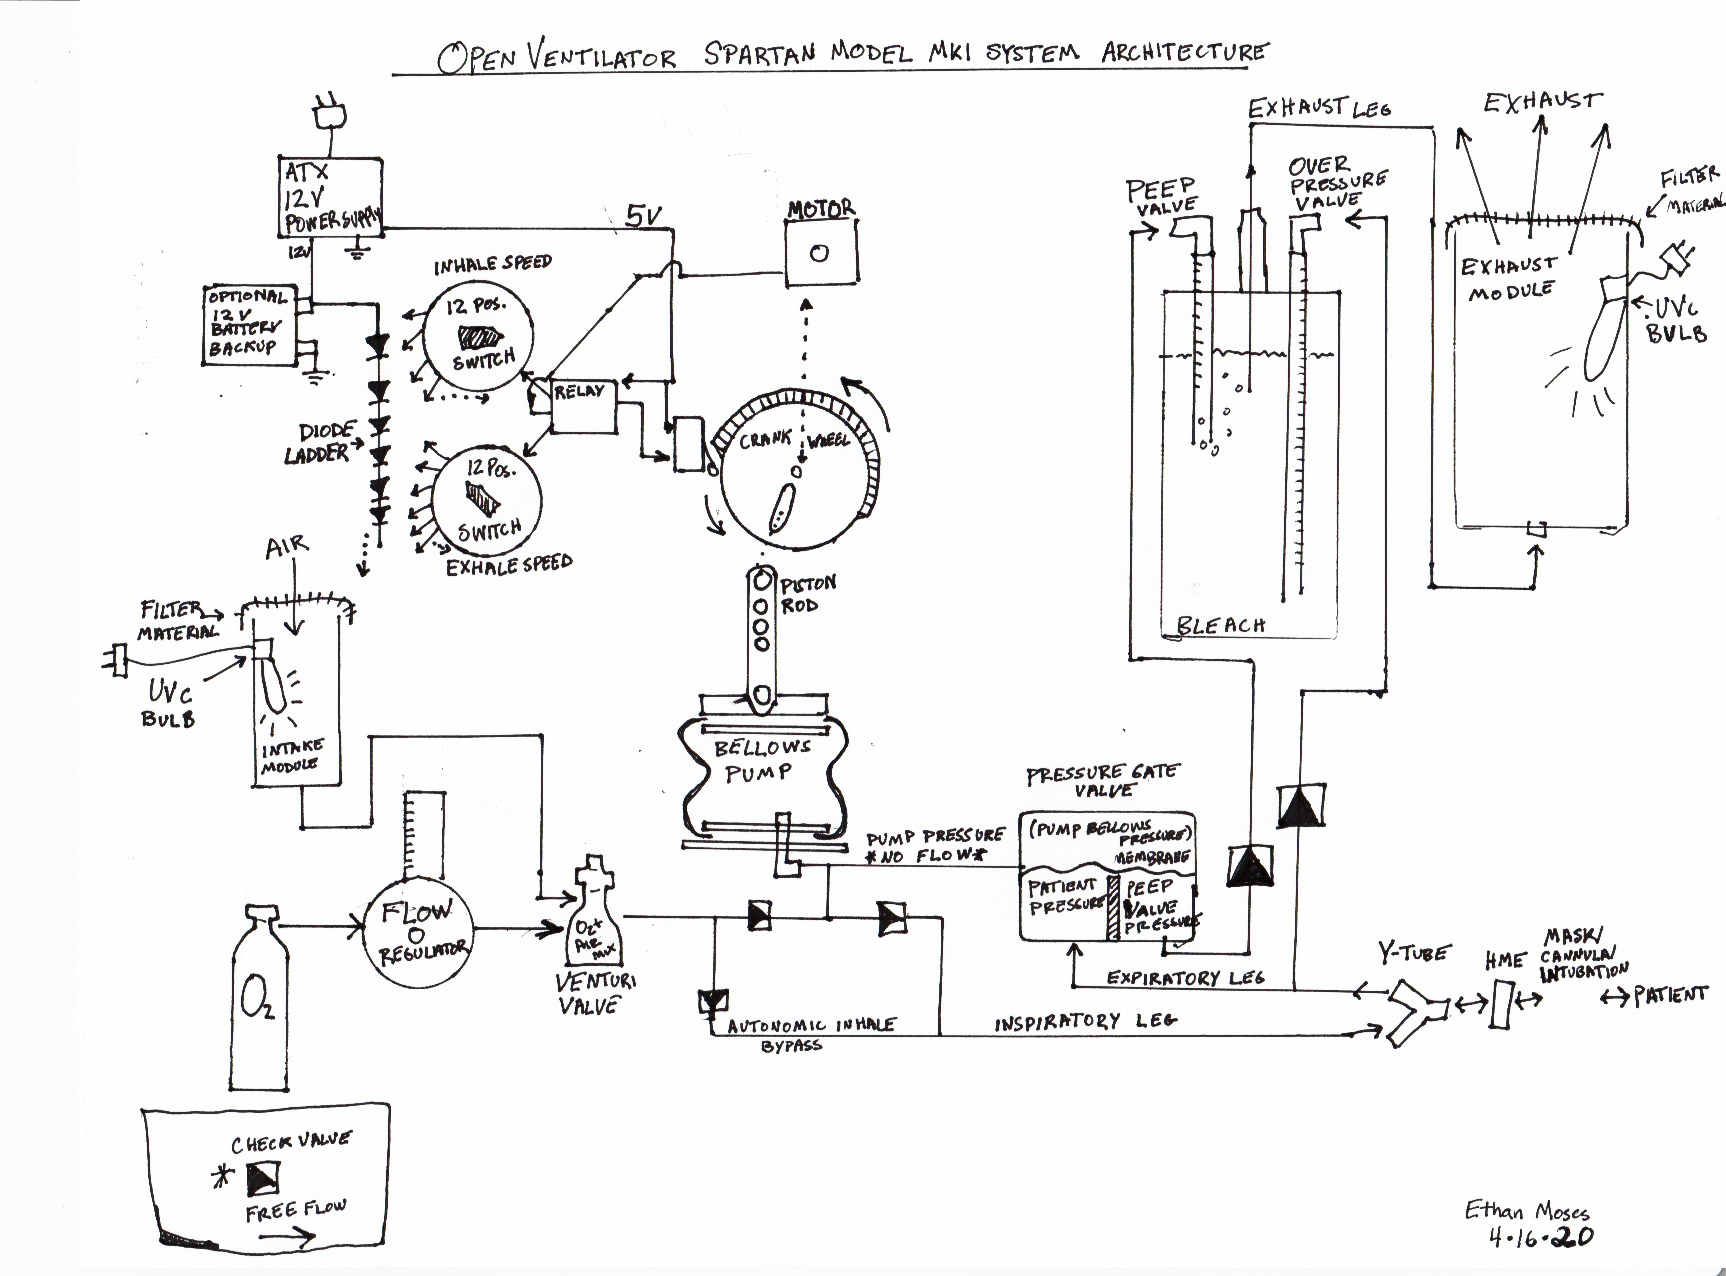 OPEN VENTILATOR SPARTAN MODEL MK1 SYSTEM ARCHITECTURE
ATX
12V
POWER SUPPLY
12V
5V
OPTIONAL
12V
BATTERY
BACKUP
DIODE
LADDER
INHALE SPEED
12 POS.
SWITCH
12 POS.
SWITCH
EXHALE SPEED
RELAY
MOTOR
CRANK WHEEL
PISTON
ROD
BELLOWS
PUMP
AIR
FILTER
MATERIAL
UVC
BULB
INTAKE
MODULE
O2
FLOW
REGULATOR
O2+
AIR
MIX
VENTURI
VALVE
PUMP PRESSURE
*NO FLOW*
AUTONOMIC INHALE
BYPASS
INSPIRATORY LEG
EXPIRATORY LEG
PRESSURE GATE
VALVE
(PUMP BELLOWS
PRESSURE)
MEMBRANE
PATIENT
PRESSURE
PEEP
VALVE
PRESSURE
PEEP
VALVE
EXHAUST LEG
OVER
PRESSURE
VALVE
BLEACH
EXHAUST
FILTER
MATERIAL
EXHAUST
MODULE
UVC
BULB
Y-TUBE
HME
MASK/
CANNULA/
INTUBATION
PATIENT
CHECK VALVE
*
FREE FLOW
Ethan Moses
4·16·20